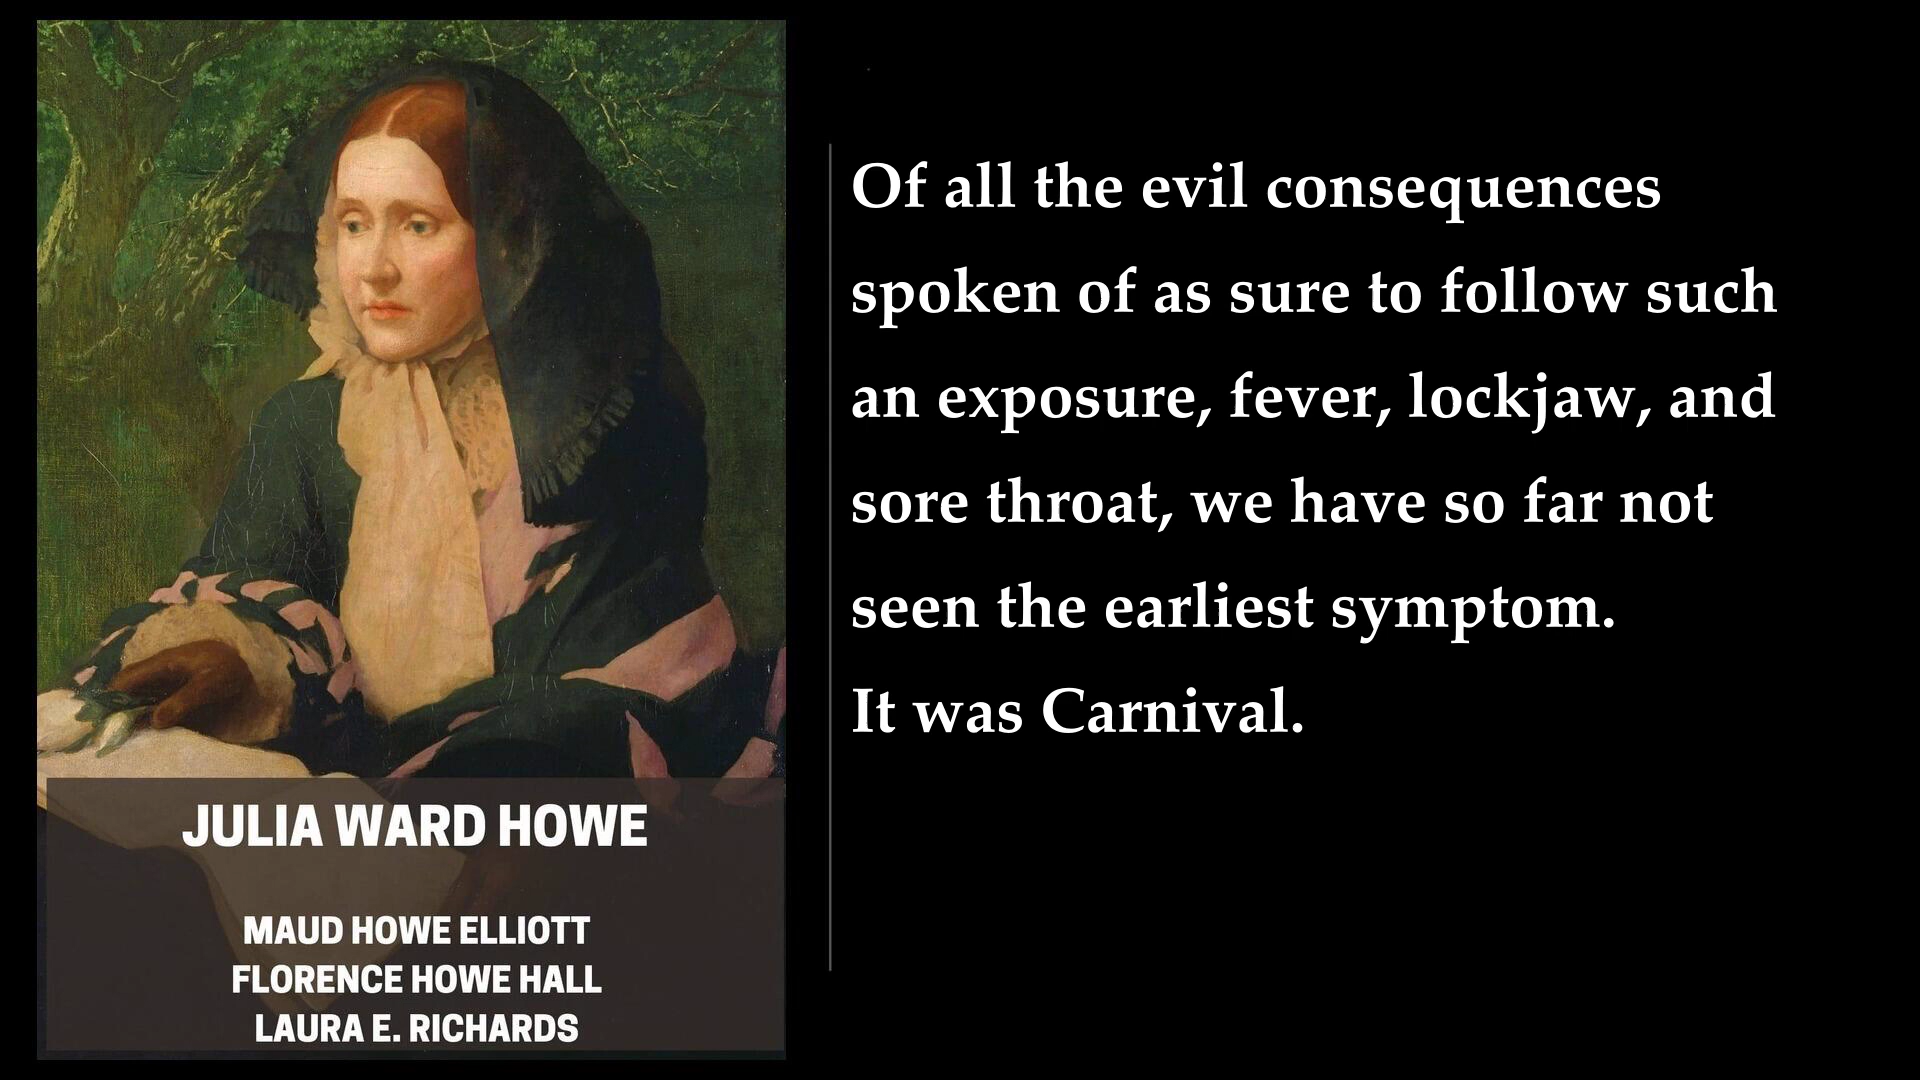 JULIA WARD HOWE
MAUD HOWE ELLIOTT
FLORENCE HOWE HALL
LAURA E. RICHARDS
Of all the evil consequences
spoken of as sure to follow such
an exposure, fever, lockjaw, and
sore throat, we have so far not
seen the earliest symptom.
It was Carnival.